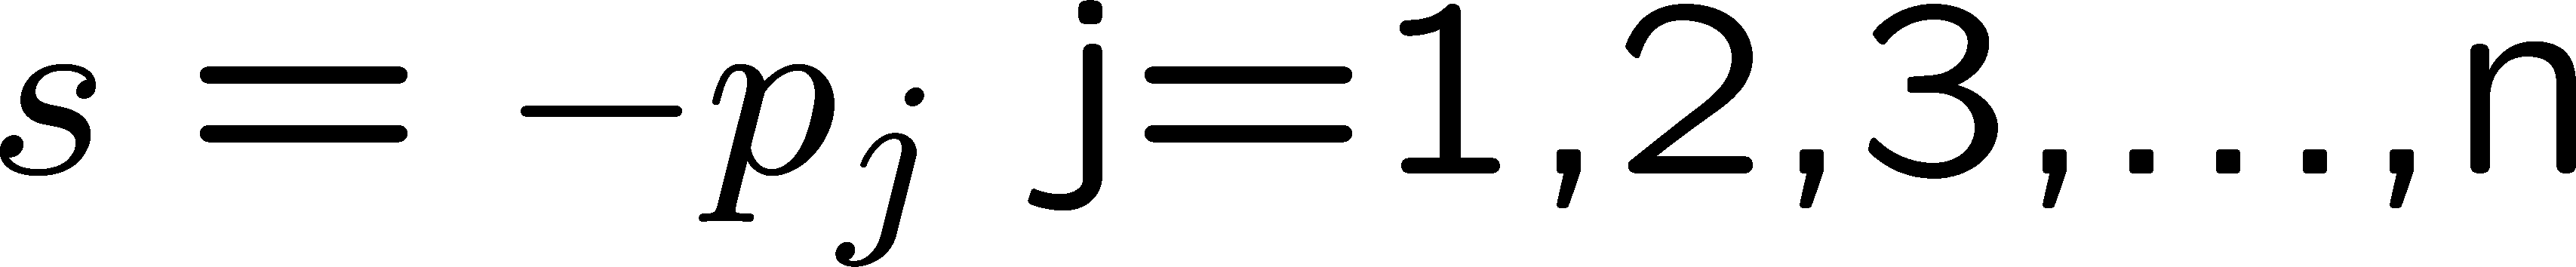 s = −p_j j=1,2,3,...,n